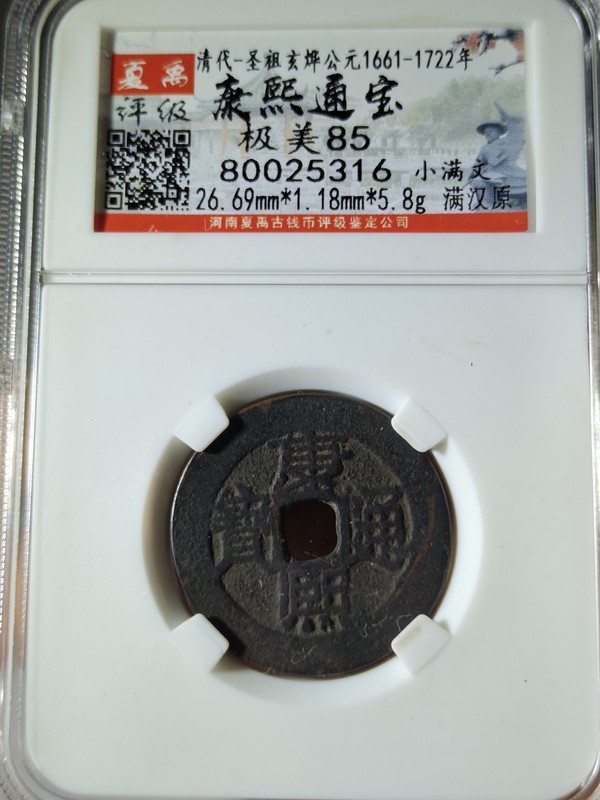 夏禹
评级
清代-圣祖玄烨公元1661-1722年
康熙通宝
极美85
80025316 小满文
26.69mm*1.18mm*5.8g 满汉原
河南夏禹古钱币评级鉴定公司
康熙通寳